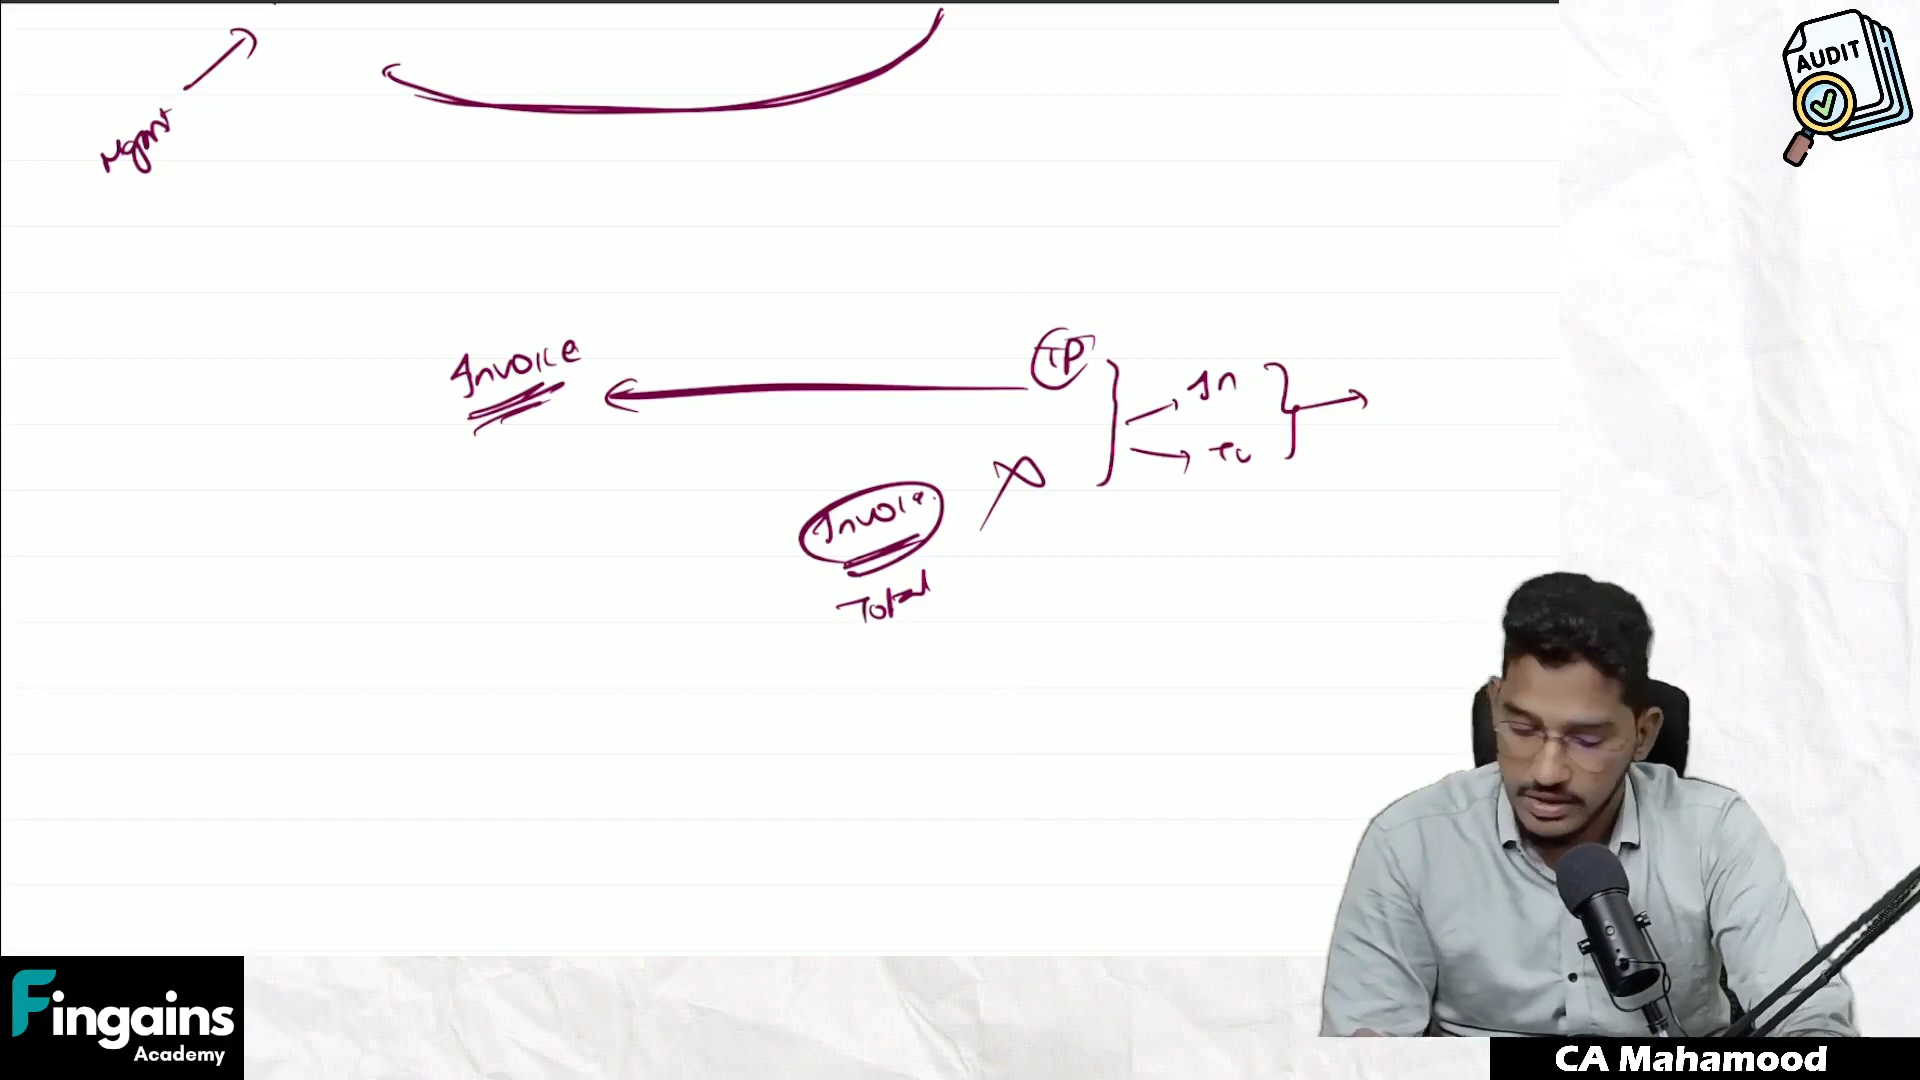 AUDIT
Mgmt
Invoice
TP
In
TC
Invoice
Total
Fingains
Academy
CA Mahamood